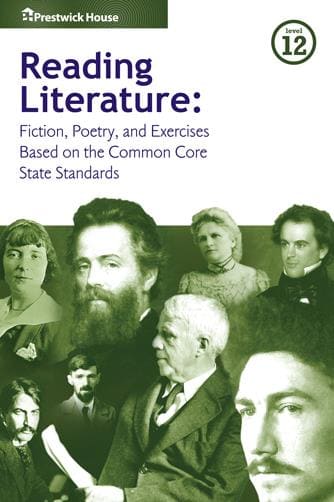 Prestwick House
level
12
Reading
Literature:
Fiction, Poetry, and Exercises
Based on the Common Core
State Standards